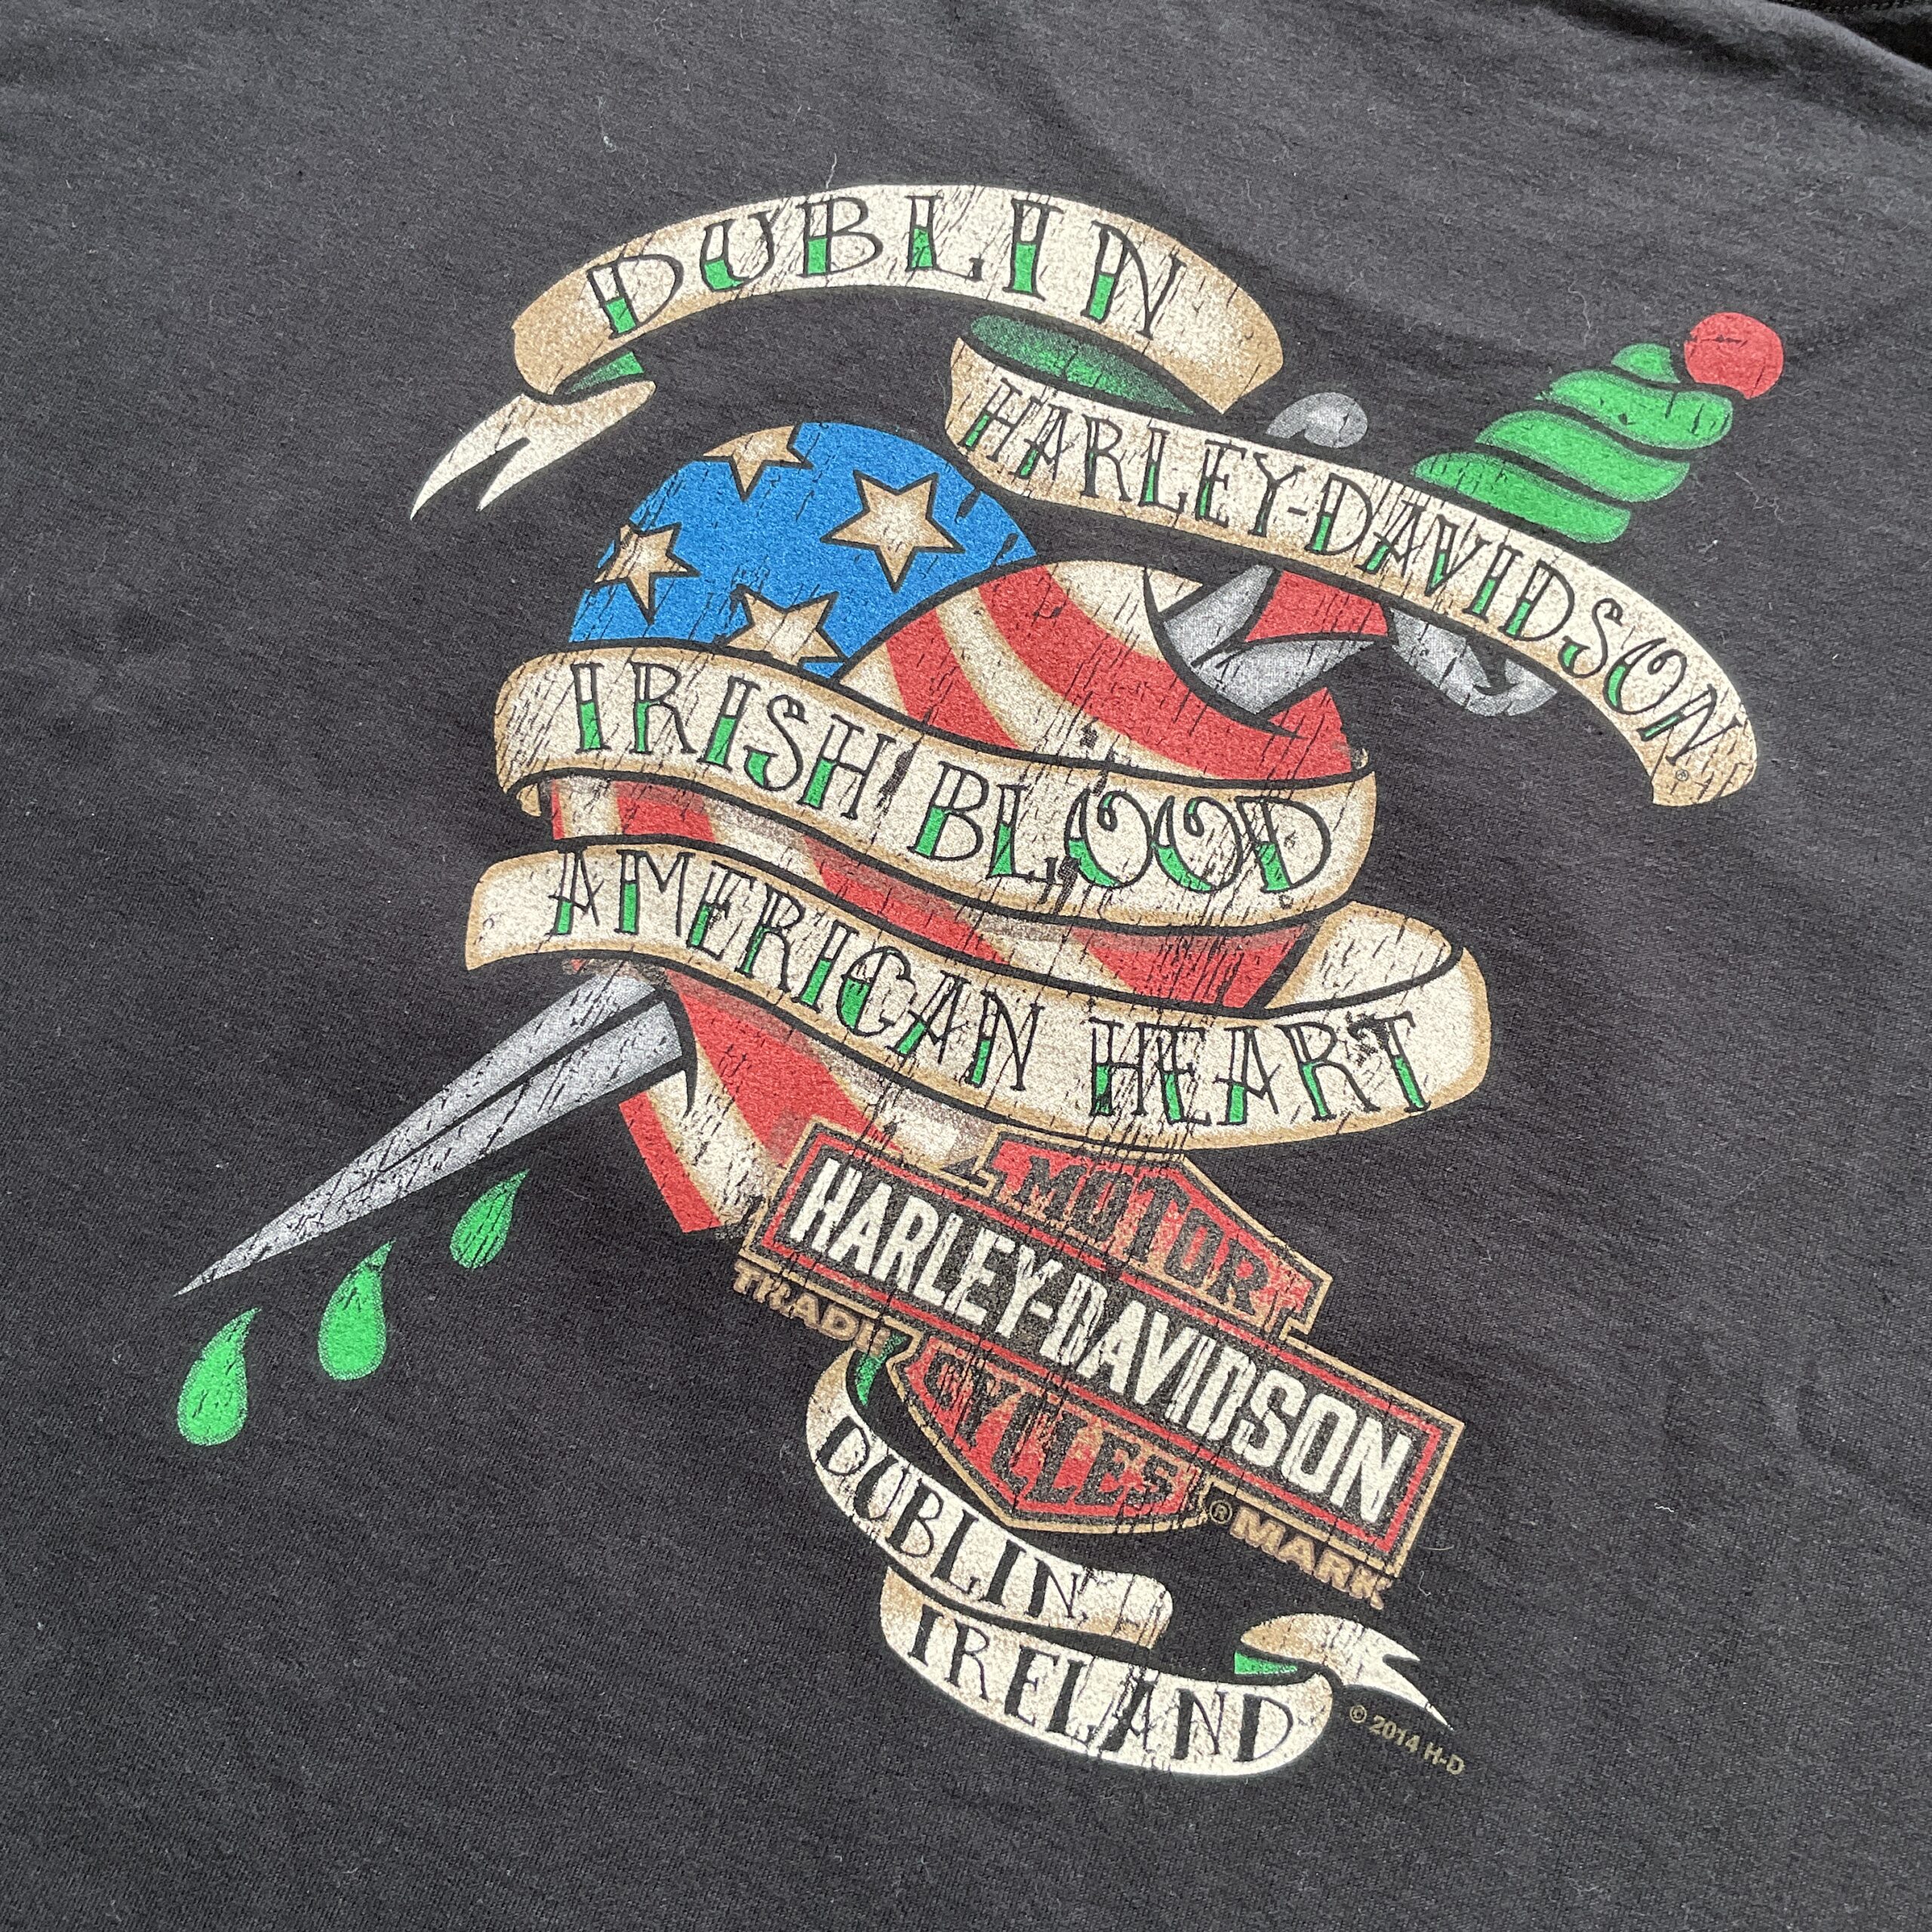 DUBLIN
HARLEY-DAVIDSON®
IRISH BLOOD
AMERICAN HEART
MOTOR
HARLEY-DAVIDSON
CYCLES
TRADE ® MARK
DUBLIN
IRELAND
© 2014 H-D